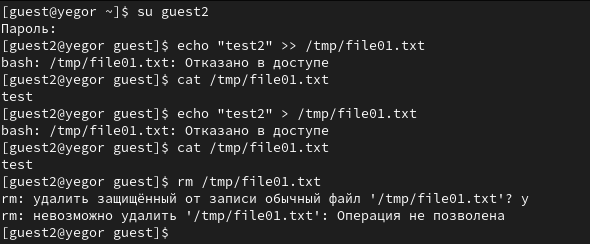 [guest@yegor ~]$ su guest2
Пароль:
[guest2@yegor guest]$ echo "test2" >> /tmp/file01.txt
bash: /tmp/file01.txt: Отказано в доступе
[guest2@yegor guest]$ cat /tmp/file01.txt
test
[guest2@yegor guest]$ echo "test2" > /tmp/file01.txt
bash: /tmp/file01.txt: Отказано в доступе
[guest2@yegor guest]$ cat /tmp/file01.txt
test
[guest2@yegor guest]$ rm /tmp/file01.txt
rm: удалить защищённый от записи обычный файл '/tmp/file01.txt'? y
rm: невозможно удалить '/tmp/file01.txt': Операция не позволена
[guest2@yegor guest]$